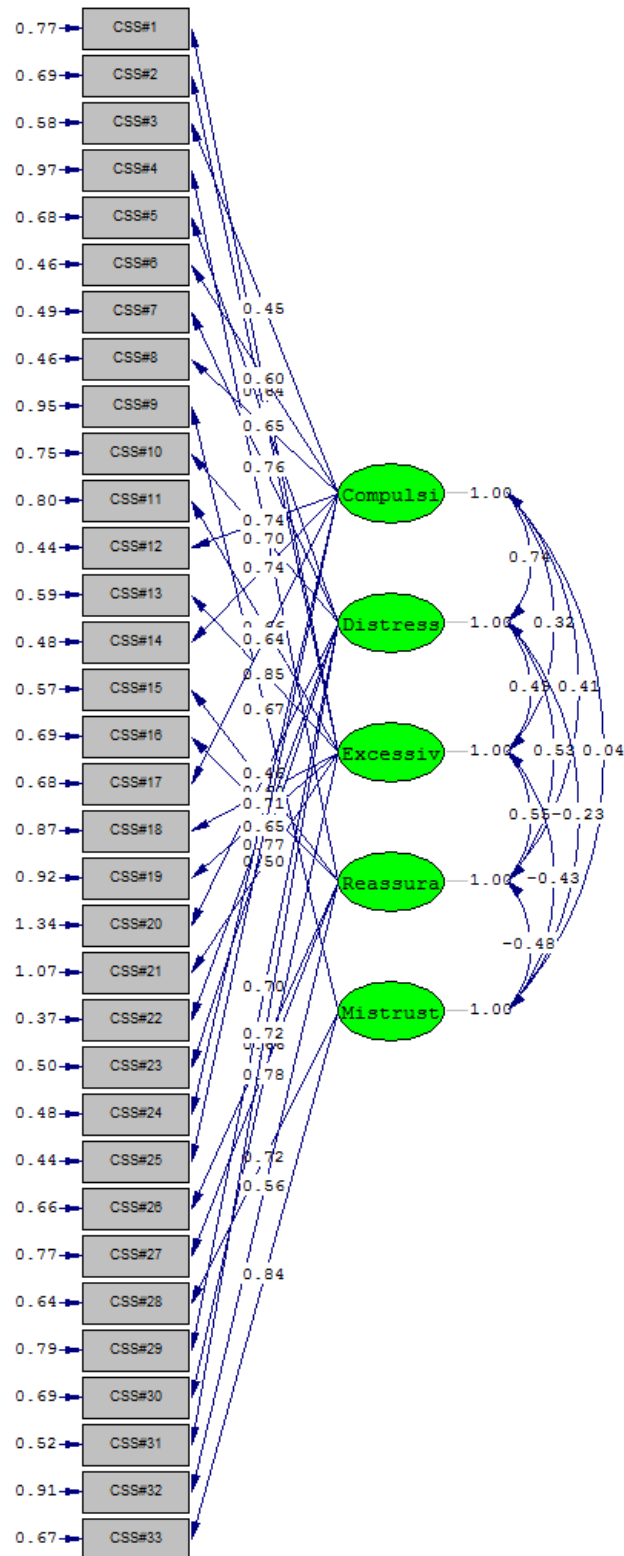 0.77 CSS#1
0.69 CSS#2
0.58 CSS#3
0.97 CSS#4
0.68 CSS#5
0.46 CSS#6
0.49 CSS#7
0.46 CSS#8
0.95 CSS#9
0.75 CSS#10
0.80 CSS#11
0.44 CSS#12
0.59 CSS#13
0.48 CSS#14
0.57 CSS#15
0.69 CSS#16
0.68 CSS#17
0.87 CSS#18
0.92 CSS#19
1.34 CSS#20
1.07 CSS#21
0.37 CSS#22
0.50 CSS#23
0.48 CSS#24
0.44 CSS#25
0.66 CSS#26
0.77 CSS#27
0.64 CSS#28
0.79 CSS#29
0.69 CSS#30
0.52 CSS#31
0.91 CSS#32
0.67 CSS#33
0.45
0.60
0.65
0.76
0.74
0.70
0.74
0.64
0.85
0.67
0.71
0.65
0.77
0.50
0.70
0.72
0.78
0.72
0.56
0.84
Compulsi 1.00
Distress 1.00
Excessiv 1.00
Reassura 1.00
Mistrust 1.00
0.74
0.32
0.41
0.53
0.04
0.55
-0.23
-0.43
-0.48